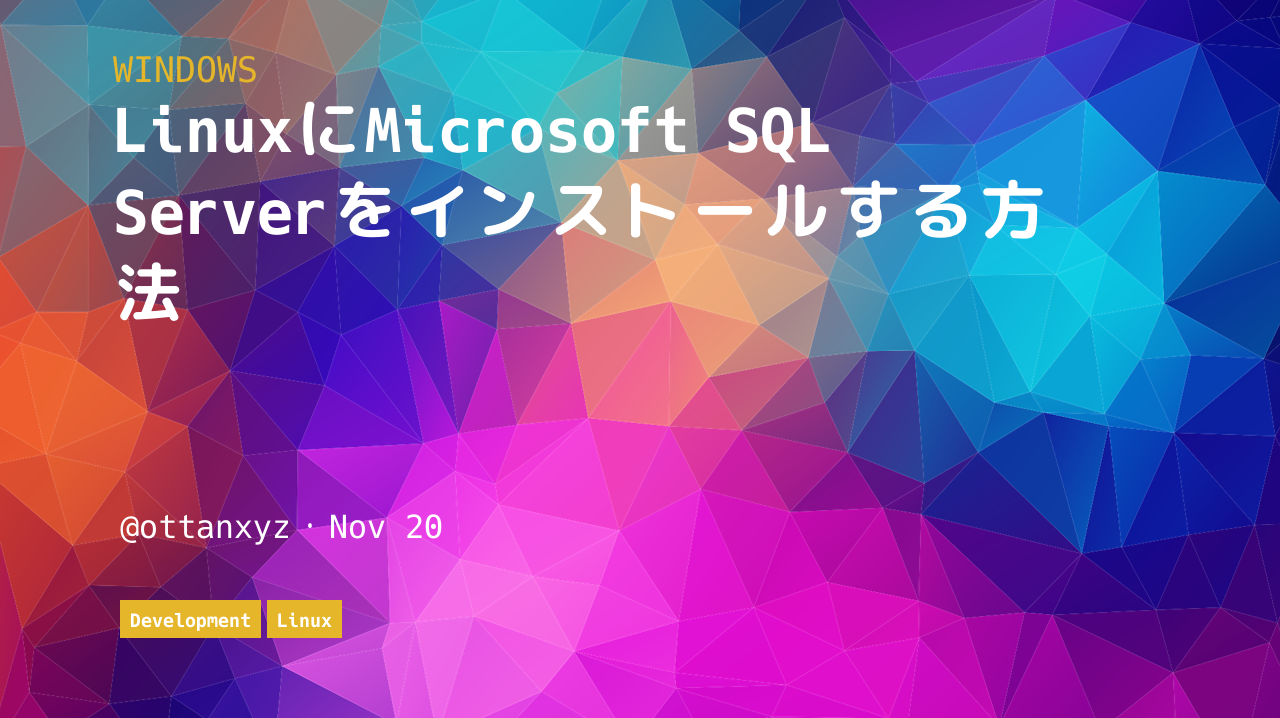 WINDOWS
LinuxにMicrosoft SQL
Serverをインストールする方
法
@ottanxyz・Nov 20
Development Linux